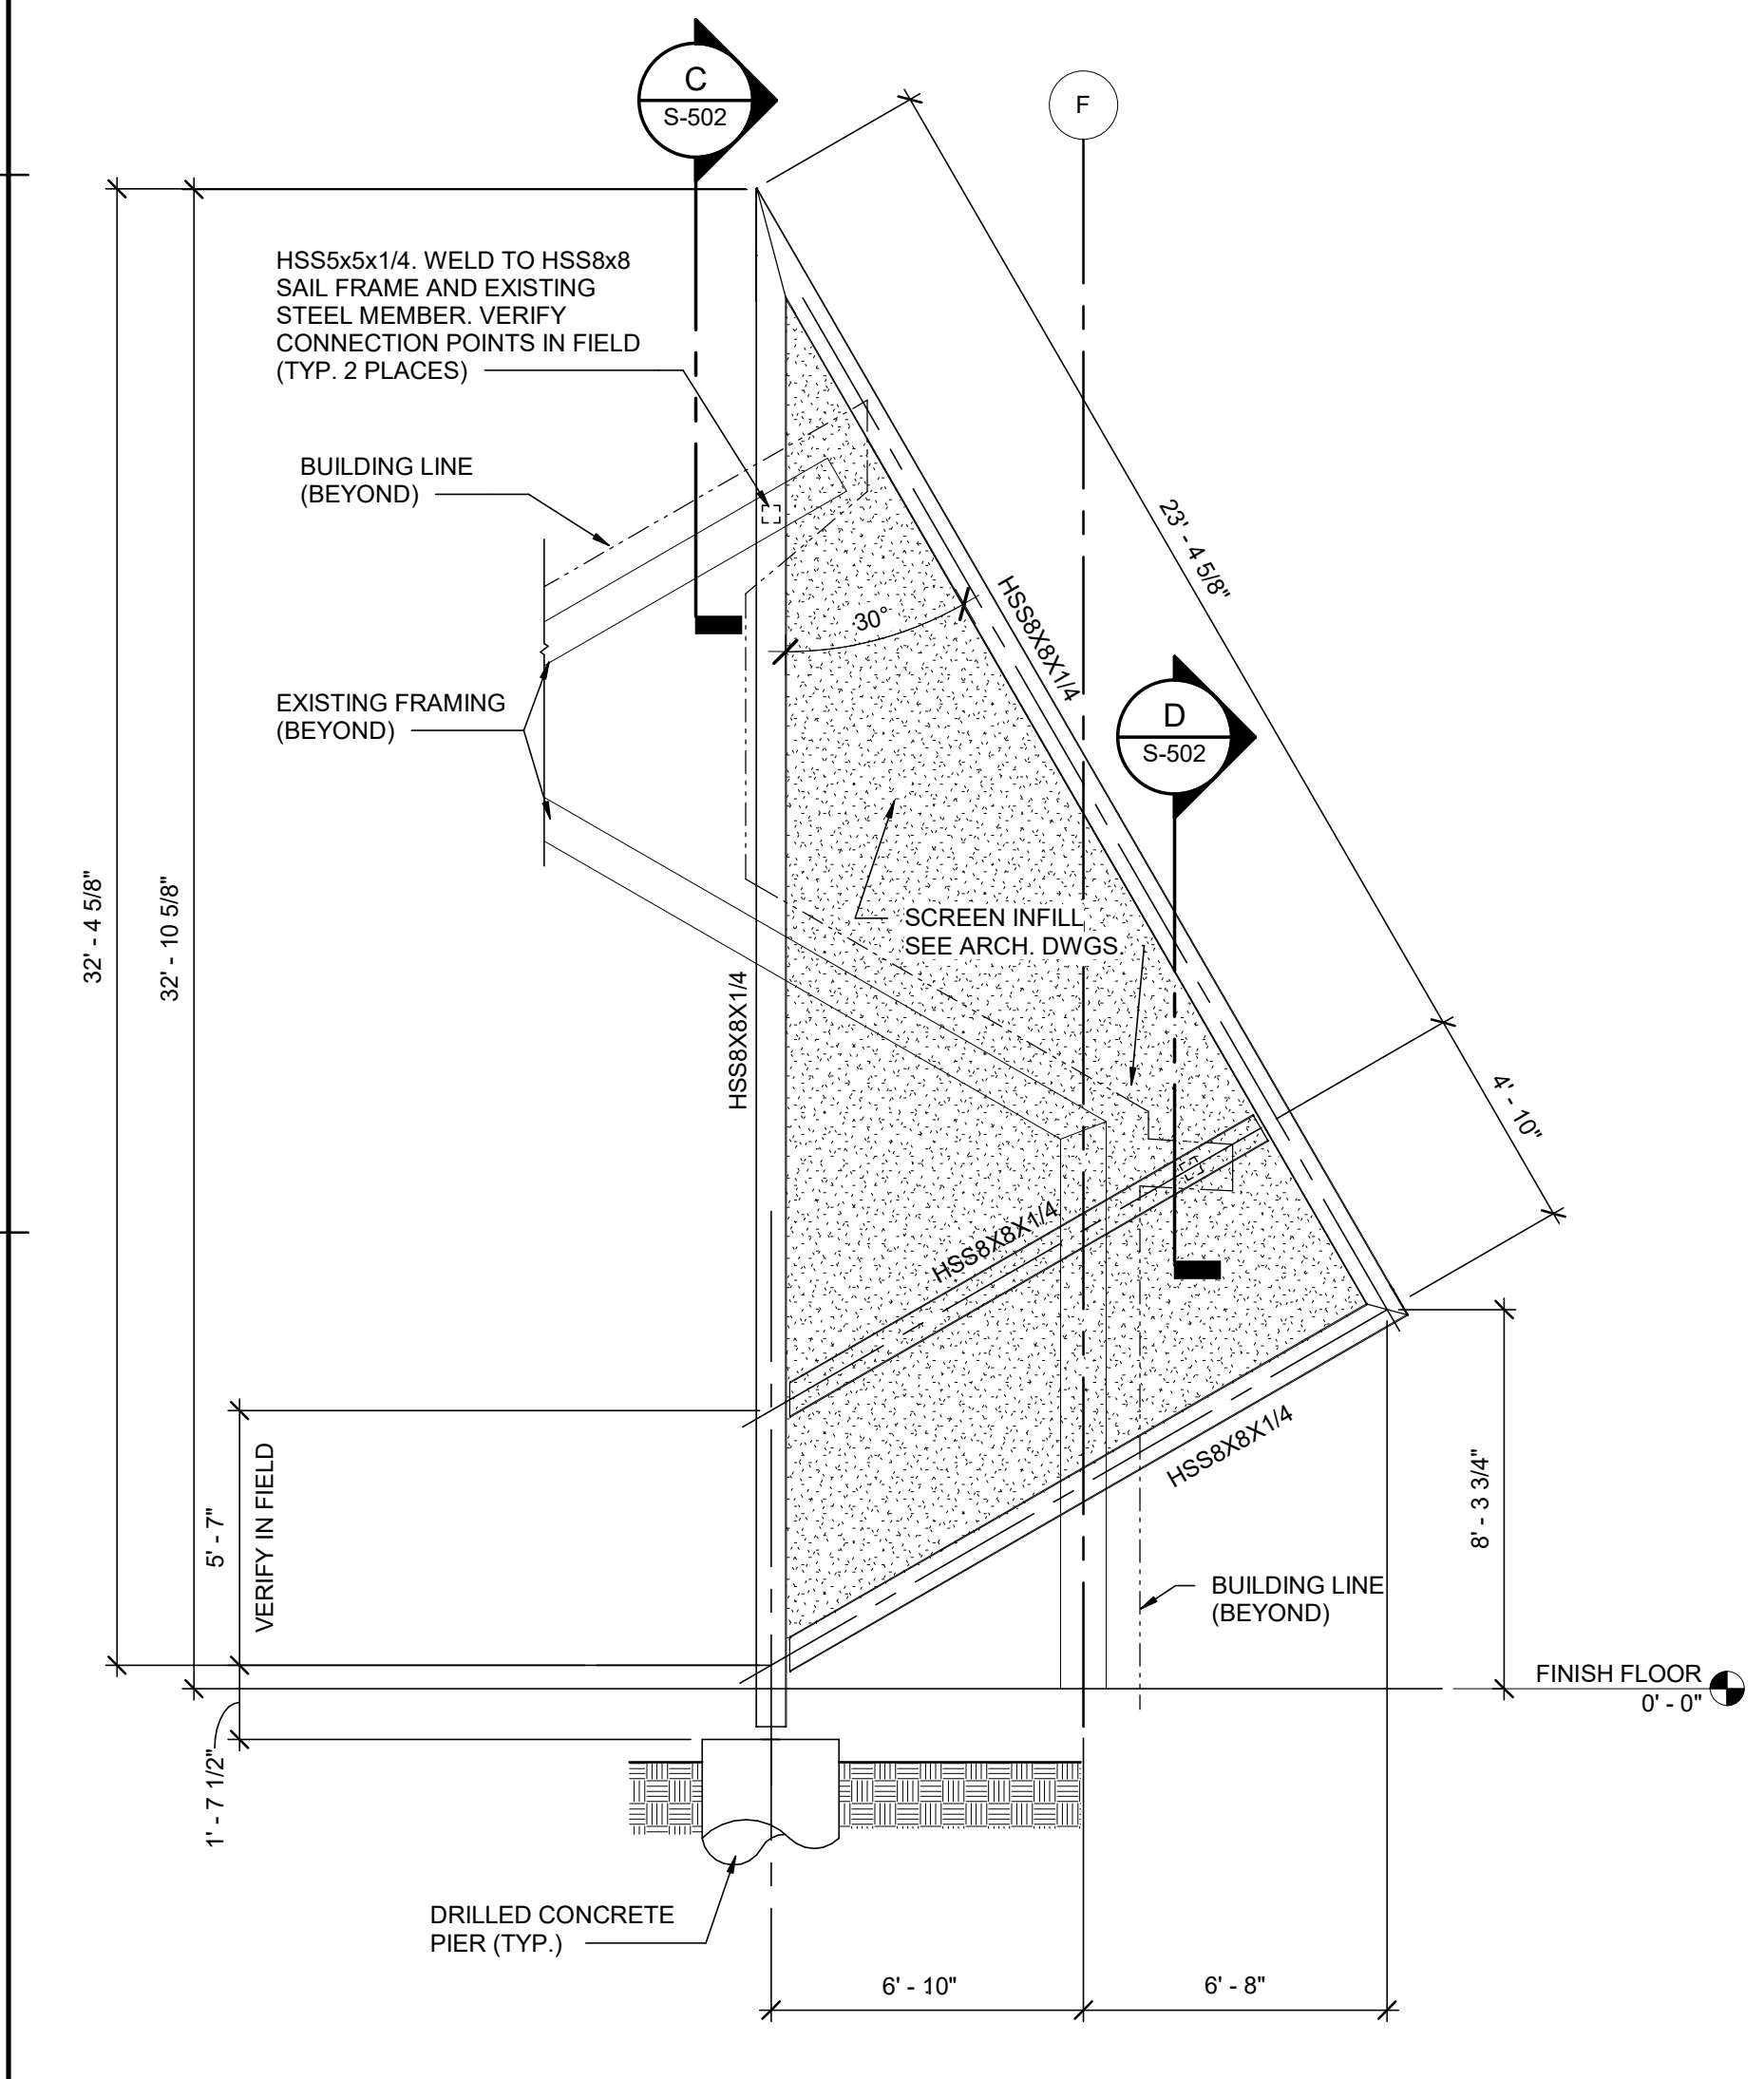 C
S-502
F
HSS5x5x1/4. WELD TO HSS8x8
SAIL FRAME AND EXISTING
STEEL MEMBER. VERIFY
CONNECTION POINTS IN FIELD
(TYP. 2 PLACES)
BUILDING LINE
(BEYOND)
23' - 4 5/8"
HSS8X8X1/4
30°
EXISTING FRAMING
(BEYOND)
D
S-502
32' - 4 5/8"
32' - 10 5/8"
SCREEN INFILL
SEE ARCH. DWGS.
HSS8X8X1/4
4' - 10"
HSS8X8X1/4
HSS8X8X1/4
5' - 7"
VERIFY IN FIELD
8' - 3 3/4"
BUILDING LINE
(BEYOND)
FINISH FLOOR
0' - 0"
1' - 7 1/2"
DRILLED CONCRETE
PIER (TYP.)
6' - 10"
6' - 8"